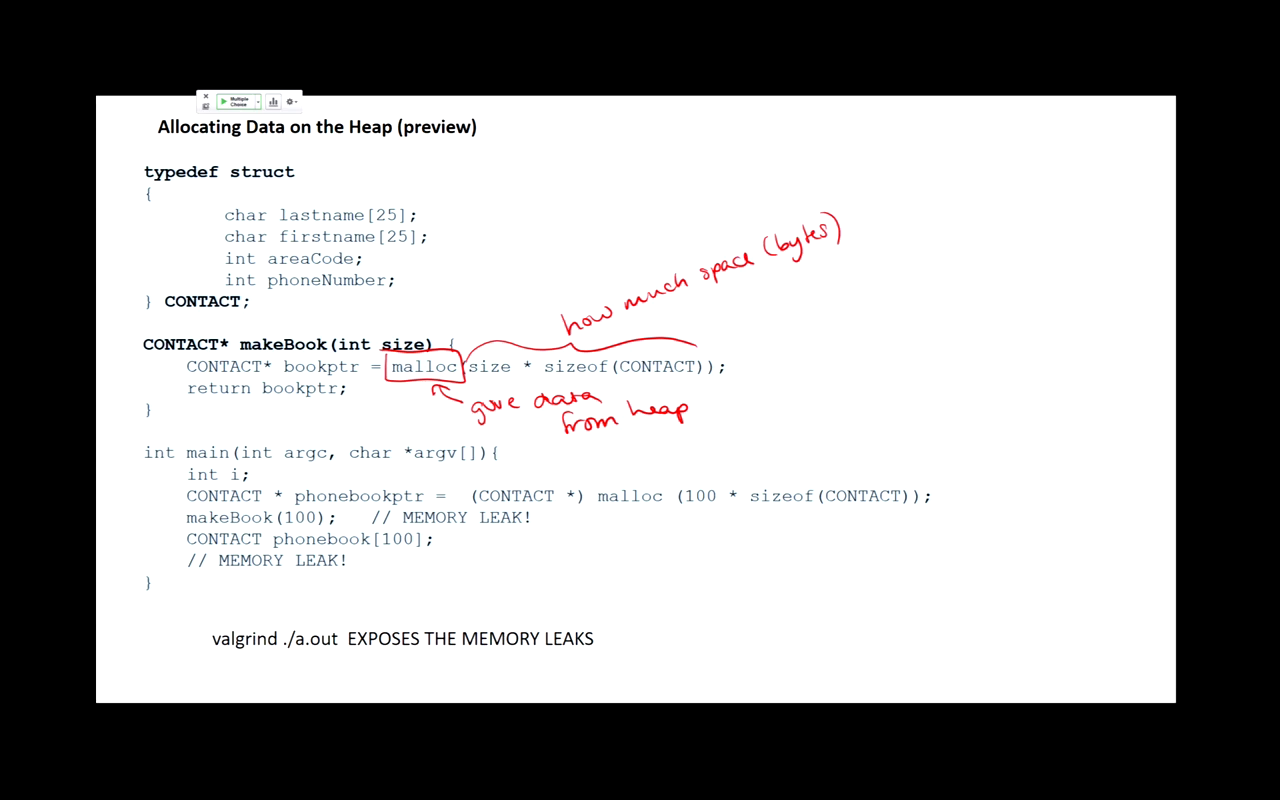 Multiple
Choice
Allocating Data on the Heap (preview)
typedef struct
{
char lastname[25];
char firstname[25];
int areaCode;
int phoneNumber;
} CONTACT;
how much space (bytes)
CONTACT* makeBook(int size) {
CONTACT* bookptr = malloc(size * sizeof(CONTACT));
return bookptr;
}
give data
from heap
int main(int argc, char *argv[]){
int i;
CONTACT * phonebookptr = (CONTACT *) malloc (100 * sizeof(CONTACT));
makeBook(100); // MEMORY LEAK!
CONTACT phonebook[100];
// MEMORY LEAK!
}
valgrind ./a.out EXPOSES THE MEMORY LEAKS